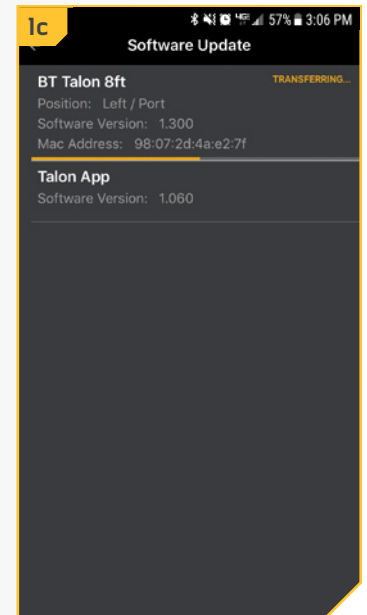 1c
4GE 57% 3:06 PM
Software Update
BT Talon 8ft TRANSFERRING...
Position: Left / Port
Software Version: 1.300
Mac Address: 98:07:2d:4a:e2:7f
Talon App
Software Version: 1.060